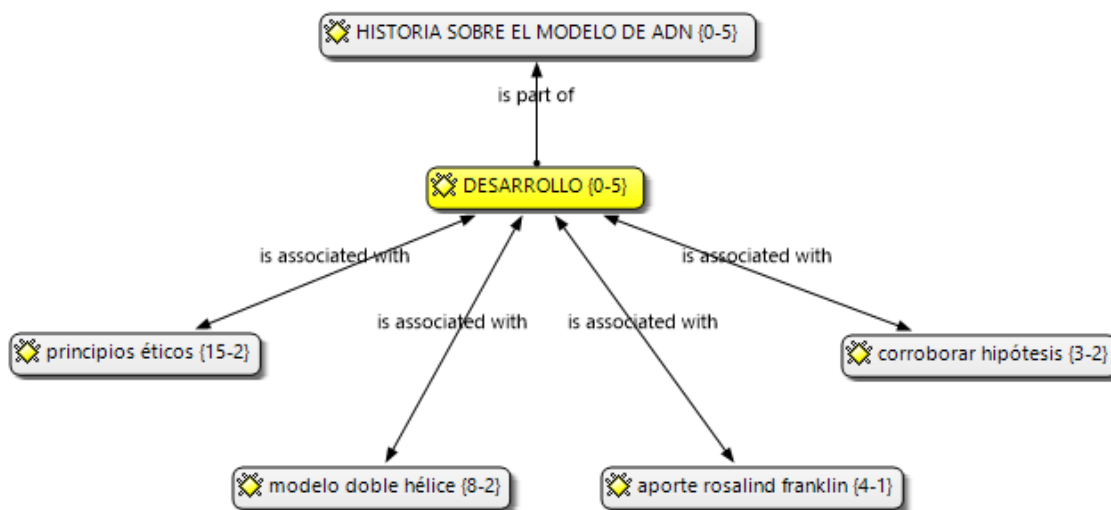 HISTORIA SOBRE EL MODELO DE ADN {0-5}
is part of
DESARROLLO {0-5}
is associated with
is associated with
is associated with
is associated with
principios éticos {15-2}
corroborar hipótesis {3-2}
modelo doble hélice {8-2}
aporte rosalind franklin {4-1}